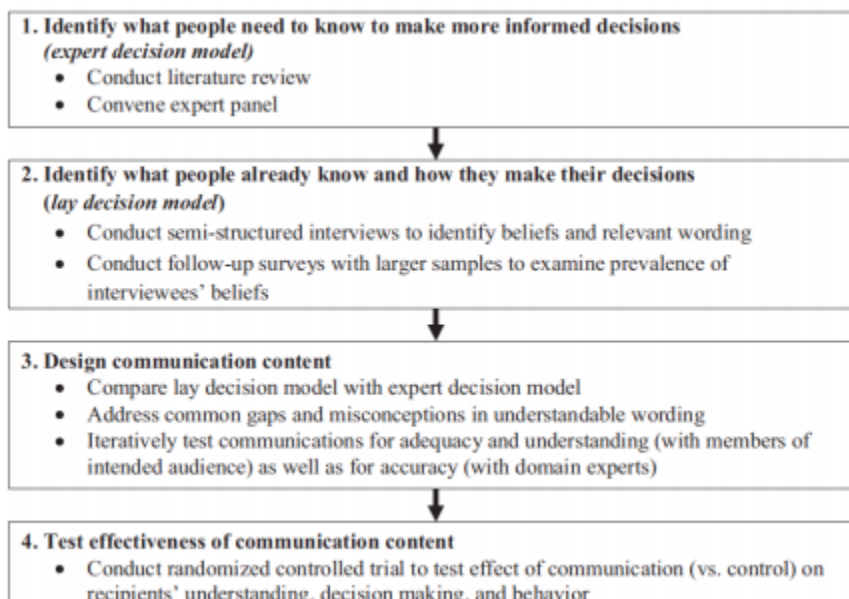 1. Identify what people need to know to make more informed decisions
(expert decision model)
• Conduct literature review
• Convene expert panel
2. Identify what people already know and how they make their decisions
(lay decision model)
• Conduct semi-structured interviews to identify beliefs and relevant wording
• Conduct follow-up surveys with larger samples to examine prevalence of
interviewees’ beliefs
3. Design communication content
• Compare lay decision model with expert decision model
• Address common gaps and misconceptions in understandable wording
• Iteratively test communications for adequacy and understanding (with members of
intended audience) as well as for accuracy (with domain experts)
4. Test effectiveness of communication content
• Conduct randomized controlled trial to test effect of communication (vs. control) on
recipients’ understanding, decision making, and behavior